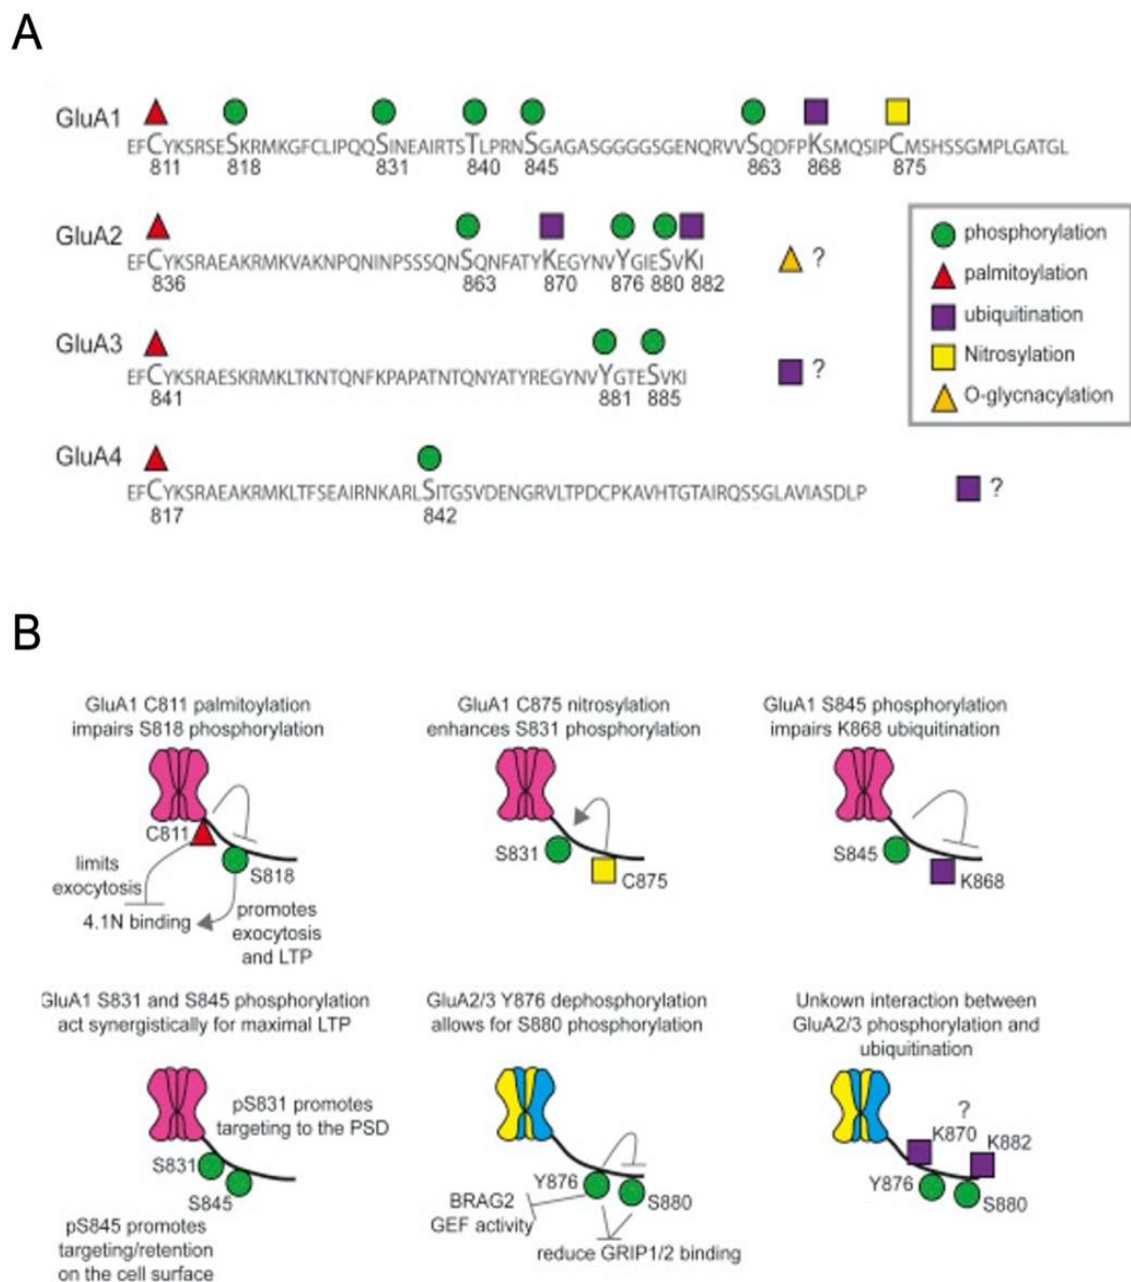 A
GluA1
EFCYKSRSESKRMKGFCLIPQQSINEAIRTSTLPRNSGAGASGGGGSGENQRVVSQDFPKSMQSIPCMSHSSGMPLGATGL
811 818 831 840 845 863 868 875
GluA2
EFCYKSRAEAKRMKVAKNPQNINPSSSQNSQNFATYKEGYNVYGIESVKI
836 863 870 876 880 882
?
GluA3
EFCYKSRAESKRMKLTKNTQNFKPAPATNTQNYATYREGYNVYGTESVKI
841 881 885
?
GluA4
EFCYKSRAEAKRMKLTFSEAIRNKARLSITGSVDENGRVLTPDCPKAVHTGTAIRQSSGLAVIASDLP
817 842
?
phosphorylation
palmitoylation
ubiquitination
Nitrosylation
O-glycnacylation
B
GluA1 C811 palmitoylation
impairs S818 phosphorylation
C811
S818
limits
exocytosis
4.1N binding
promotes
exocytosis
and LTP
GluA1 C875 nitrosylation
enhances S831 phosphorylation
S831
C875
GluA1 S845 phosphorylation
impairs K868 ubiquitination
S845
K868
GluA1 S831 and S845 phosphorylation
act synergistically for maximal LTP
pS831 promotes
targeting to the PSD
S831
S845
pS845 promotes
targeting/retention
on the cell surface
GluA2/3 Y876 dephosphorylation
allows for S880 phosphorylation
Y876
S880
BRAG2
GEF activity
reduce GRIP1/2 binding
Unkown interaction between
GluA2/3 phosphorylation and
ubiquitination
?
K870
K882
Y876
S880